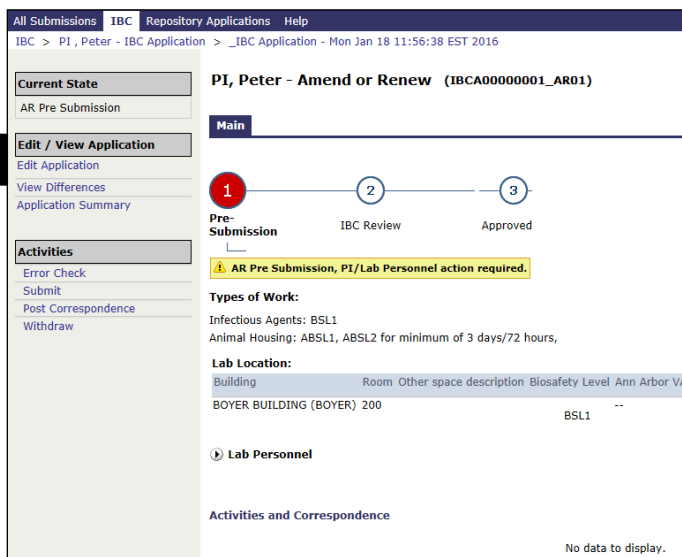 All Submissions IBC Repository Applications Help
IBC > PI , Peter - IBC Application > _IBC Application - Mon Jan 18 11:56:38 EST 2016
Current State
AR Pre Submission
Edit / View Application
Edit Application
View Differences
Application Summary
Activities
Error Check
Submit
Post Correspondence
Withdraw
PI, Peter - Amend or Renew (IBCA00000001_AR01)
Main
1 2 3
Pre-
Submission
IBC Review
Approved
AR Pre Submission, PI/Lab Personnel action required.
Types of Work:
Infectious Agents: BSL1
Animal Housing: ABSL1, ABSL2 for minimum of 3 days/72 hours,
Lab Location:
Building Room Other space description Biosafety Level Ann Arbor VA
BOYER BUILDING (BOYER) 200 BSL1 --
Lab Personnel
Activities and Correspondence
No data to display.